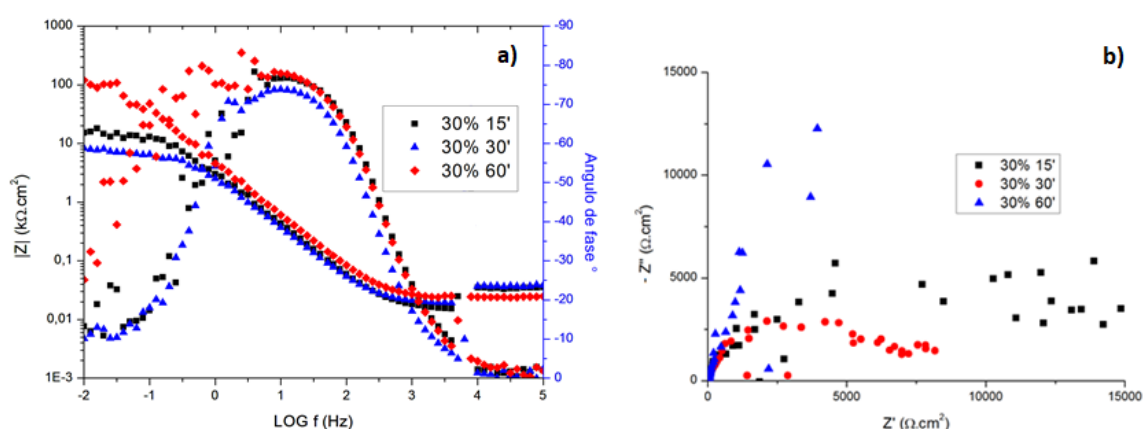 a)
1000
100
10
1
0,1
0,01
1E-3
|Z| (kΩ.cm²)
-2 -1 0 1 2 3 4 5
LOG f (Hz)
-90
-80
-70
-60
-50
-40
-30
-20
-10
0
Angulo de fase °
30% 15'
30% 30'
30% 60'
b)
15000
10000
5000
0
- Z'' (Ω.cm²)
0 5000 10000 15000
Z' (Ω.cm²)
30% 15'
30% 30'
30% 60'